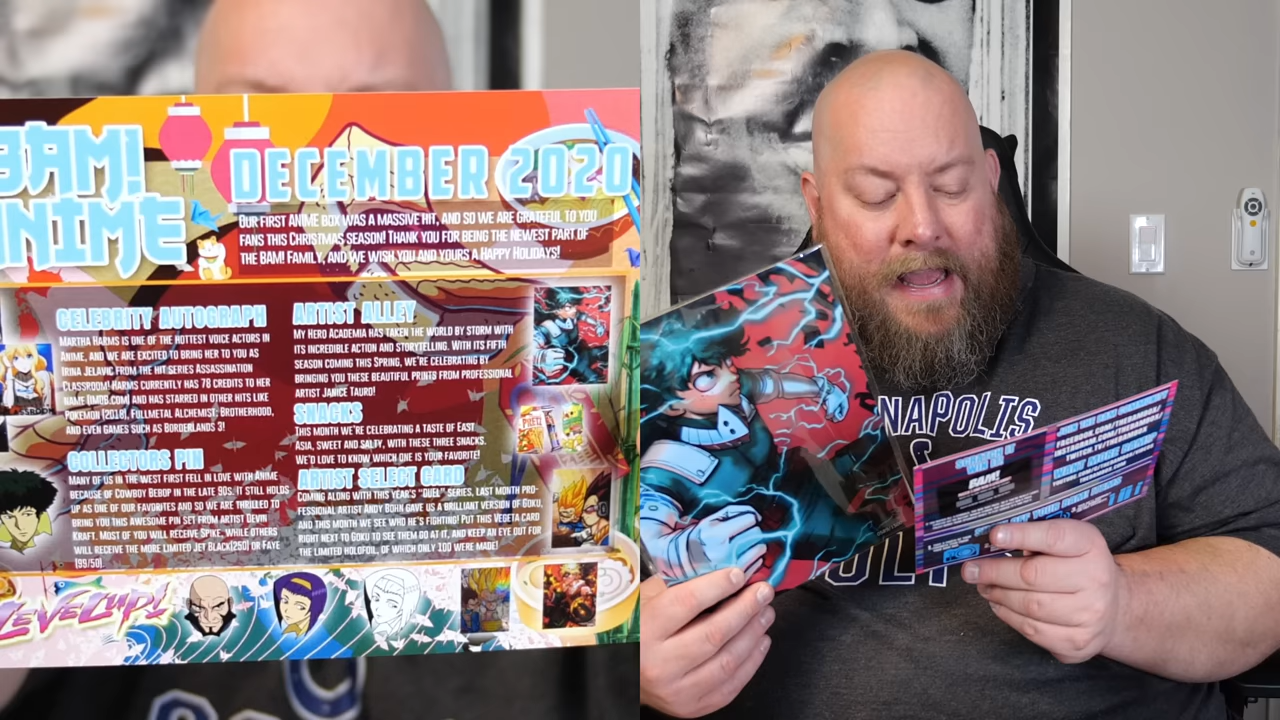 BAM!
ANIME
DECEMBER 2020
OUR FIRST ANIME BOX WAS A MASSIVE HIT, AND SO WE ARE GRATEFUL TO YOU
FANS THIS CHRISTMAS SEASON! THANK YOU FOR BEING THE NEWEST PART OF
THE BAM! FAMILY, AND WE WISH YOU AND YOURS A HAPPY HOLIDAYS!
CELEBRITY AUTOGRAPH
MARTHA HARMS IS ONE OF THE HOTTEST VOICE ACTORS IN
ANIME, AND WE ARE EXCITED TO BRING HER TO YOU AS
IRINA JELAVIC FROM THE HIT SERIES ASSASSINATION
CLASSROOM! HARMS CURRENTLY HAS 78 CREDITS TO HER
NAME (IMDB.COM) AND HAS STARRED IN OTHER HITS LIKE
POKEMON (2018), FULLMETAL ALCHEMIST: BROTHERHOOD,
AND EVEN GAMES SUCH AS BORDERLANDS 3!
COLLECTORS PIN
MANY OF US IN THE WEST FIRST FELL IN LOVE WITH ANIME
BECAUSE OF COWBOY BEBOP IN THE LATE 90S. IT STILL HOLDS
UP AS ONE OF OUR FAVORITES AND SO WE ARE THRILLED TO
BRING YOU THIS AWESOME PIN SET FROM ARTIST DEVIN
KRAFT. MOST OF YOU WILL RECEIVE SPIKE, WHILE OTHERS
WILL RECEIVE THE MORE LIMITED JET BLACK(250) OR FAYE
(99/50).
ARTIST ALLEY
MY HERO ACADEMIA HAS TAKEN THE WORLD BY STORM WITH
ITS INCREDIBLE ACTION AND STORYTELLING. WITH ITS FIFTH
SEASON COMING THIS SPRING, WE'RE CELEBRATING BY
BRINGING YOU THESE BEAUTIFUL PRINTS FROM PROFESSIONAL
ARTIST JANICE TAURO!
SNACKS
THIS MONTH WE'RE CELEBRATING A TASTE OF EAST
ASIA, SWEET AND SALTY, WITH THESE THREE SNACKS.
WE'D LOVE TO KNOW WHICH ONE IS YOUR FAVORITE!
ARTIST SELECT CARD
COMING ALONG WITH THIS YEAR'S "DUEL" SERIES, LAST MONTH PRO-
FESSIONAL ARTIST ANDY BOHN GAVE US A BRILLIANT VERSION OF GOKU,
AND THIS MONTH WE SEE WHO HE'S FIGHTING! PUT THIS VEGETA CARD
RIGHT NEXT TO GOKU TO SEE THEM GO AT IT, AND KEEP AN EYE OUT FOR
THE LIMITED HOLOFOIL, OF WHICH ONLY 100 WERE MADE!
LEVEL UP!
NAPOLIS
&
BAM!
FACEBOOK.COM/THEBAMBOX/
INSTAGRAM.COM/THEBAMBOX
TWITCH.TV/THEBAMBOX